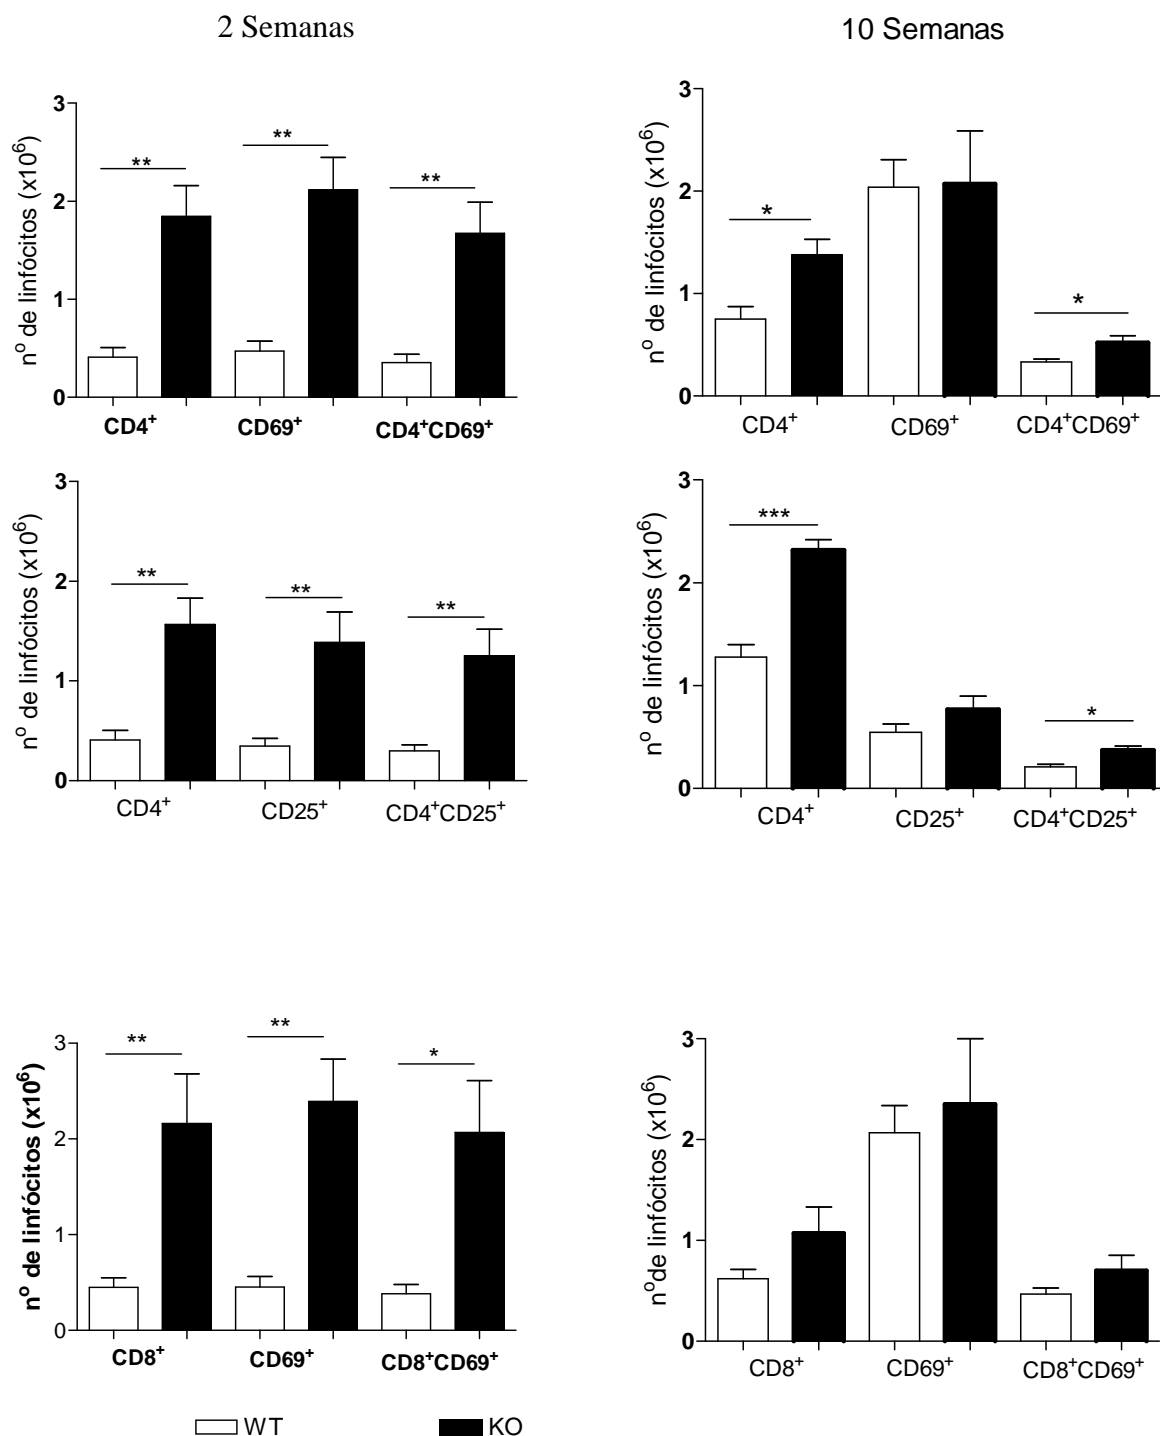 2 Semanas
10 Semanas
nº de linfócitos (x10⁶)
3
2
1
0
**
**
**
CD4⁺
CD69⁺
CD4⁺CD69⁺
nº de linfócitos (x10⁶)
3
2
1
0
*
*
CD4⁺
CD69⁺
CD4⁺CD69⁺
nº de linfócitos (x10⁶)
3
2
1
0
**
**
**
CD4⁺
CD25⁺
CD4⁺CD25⁺
nº de linfócitos (x10⁶)
3
2
1
0
***
*
CD4⁺
CD25⁺
CD4⁺CD25⁺
nº de linfócitos (x10⁶)
3
2
1
0
**
**
*
CD8⁺
CD69⁺
CD8⁺CD69⁺
nºde linfócitos (x10⁶)
3
2
1
0
CD8⁺
CD69⁺
CD8⁺CD69⁺
WT
KO